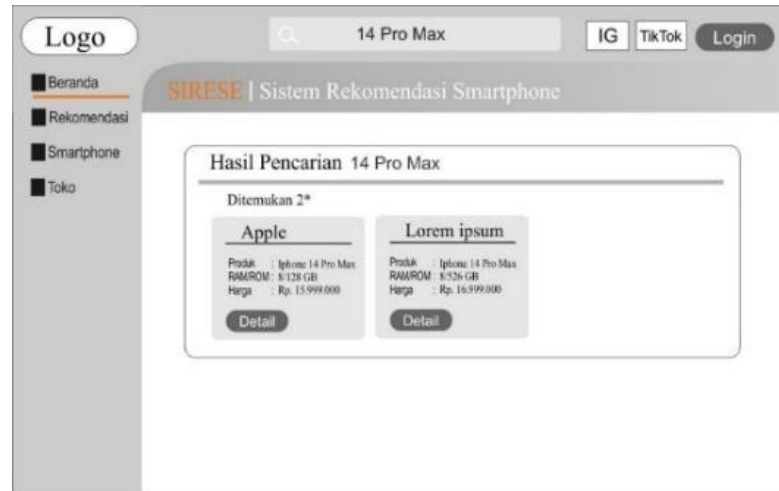 Logo
14 Pro Max
IG
TikTok
Login
Beranda
Rekomendasi
Smartphone
Toko
SIRESE | Sistem Rekomendasi Smartphone
Hasil Pencarian 14 Pro Max
Ditemukan 2*
Apple
Produk : Iphone 14 Pro Max
RAM/ROM : 8/128 GB
Harga : Rp. 15.999.000
Detail
Lorem ipsum
Produk : Iphone 14 Pro Max
RAM/ROM : 8/526 GB
Harga : Rp. 16.999.000
Detail